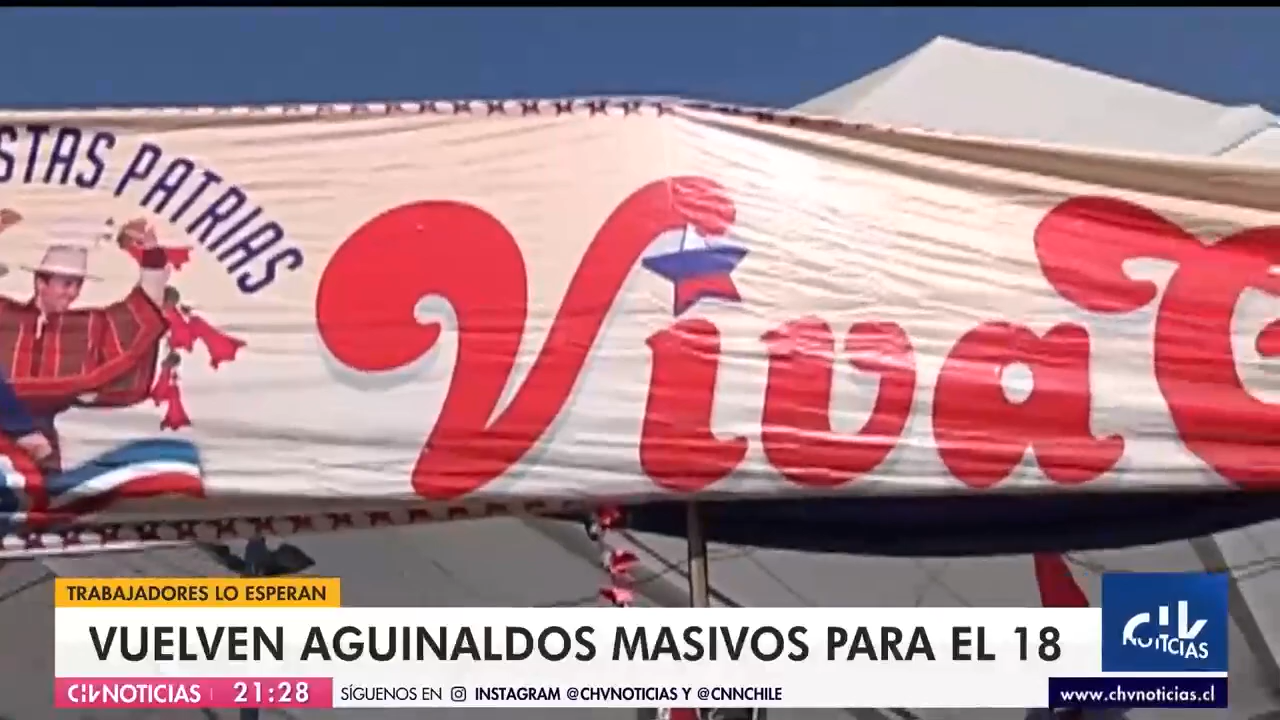 STAS PATRIAS
Viva
TRABAJADORES LO ESPERAN
VUELVEN AGUINALDOS MASIVOS PARA EL 18
CHV NOTICIAS
CHVNOTICIAS 21:28 SÍGUENOS EN INSTAGRAM @CHVNOTICIAS Y @CNNCHILE
www.chvnoticias.cl